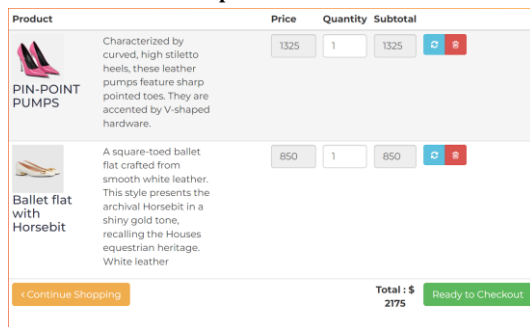 Product Price Quantity Subtotal
PIN-POINT
PUMPS
Characterized by
curved, high stiletto
heels, these leather
pumps feature sharp
pointed toes. They are
accented by V-shaped
hardware.
1325 1 1325
Ballet flat
with
Horsebit
A square-toed ballet
flat crafted from
smooth white leather.
This style presents the
archival Horsebit in a
shiny gold tone,
recalling the Houses
equestrian heritage.
White leather
850 1 850
< Continue Shopping
Total : $
2175
Ready to Checkout